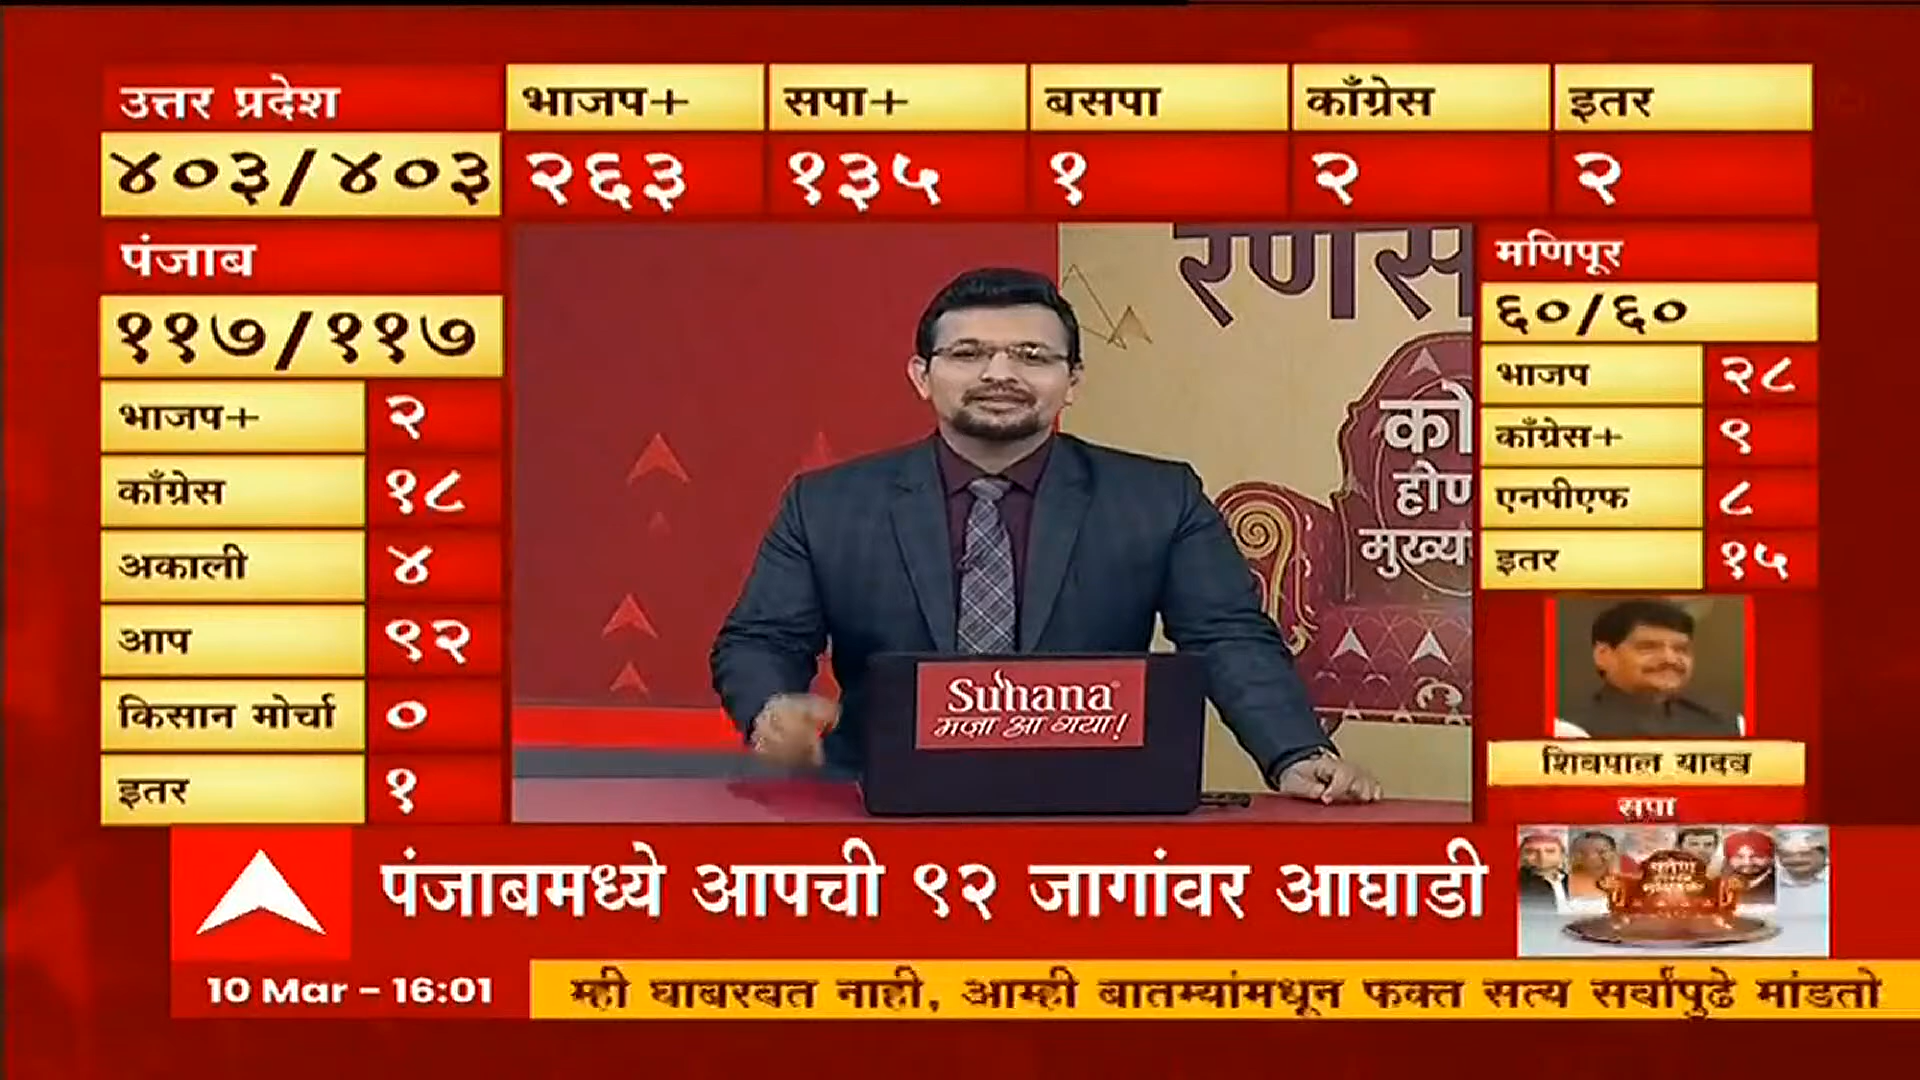 उत्तर प्रदेश
भाजप+ सपा+ बसपा काँग्रेस इतर
४०३/४०३ २६३ १३५ १ २ २
पंजाब
११७/११७
भाजप+ २
काँग्रेस १८
अकाली ४
आप ९२
किसान मोर्चा ०
इतर १
रणस
को
होण
मुख्य
Suhana
मज़ा आ गया!
मणिपूर
६०/६०
भाजप २८
काँग्रेस+ ९
एनपीएफ ८
इतर १५
शिवपाल यादव
सपा
पंजाबमध्ये आपची ९२ जागांवर आघाडी
10 Mar - 16:01
म्ही घाबरवत नाही, आम्ही बातम्यांमधून फक्त सत्य सर्वांपुढे मांडतो